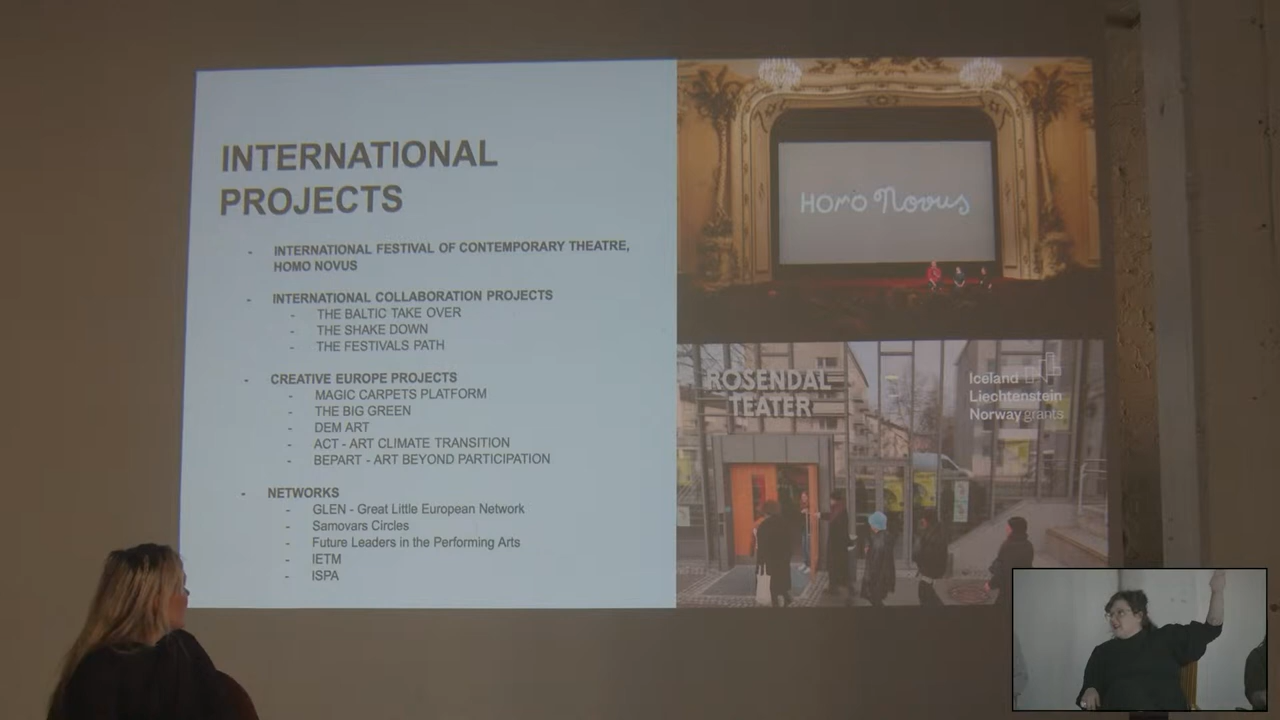 INTERNATIONAL
PROJECTS
- INTERNATIONAL FESTIVAL OF CONTEMPORARY THEATRE,
HOMO NOVUS
- INTERNATIONAL COLLABORATION PROJECTS
- THE BALTIC TAKE OVER
- THE SHAKE DOWN
- THE FESTIVALS PATH
- CREATIVE EUROPE PROJECTS
- MAGIC CARPETS PLATFORM
- THE BIG GREEN
- DEM ART
- ACT - ART CLIMATE TRANSITION
- BEPART - ART BEYOND PARTICIPATION
- NETWORKS
- GLEN - Great Little European Network
- Samovars Circles
- Future Leaders in the Performing Arts
- IETM
- ISPA
HOMO Novus
ROSENDAL
TEATER
Iceland
Liechtenstein
Norway grants